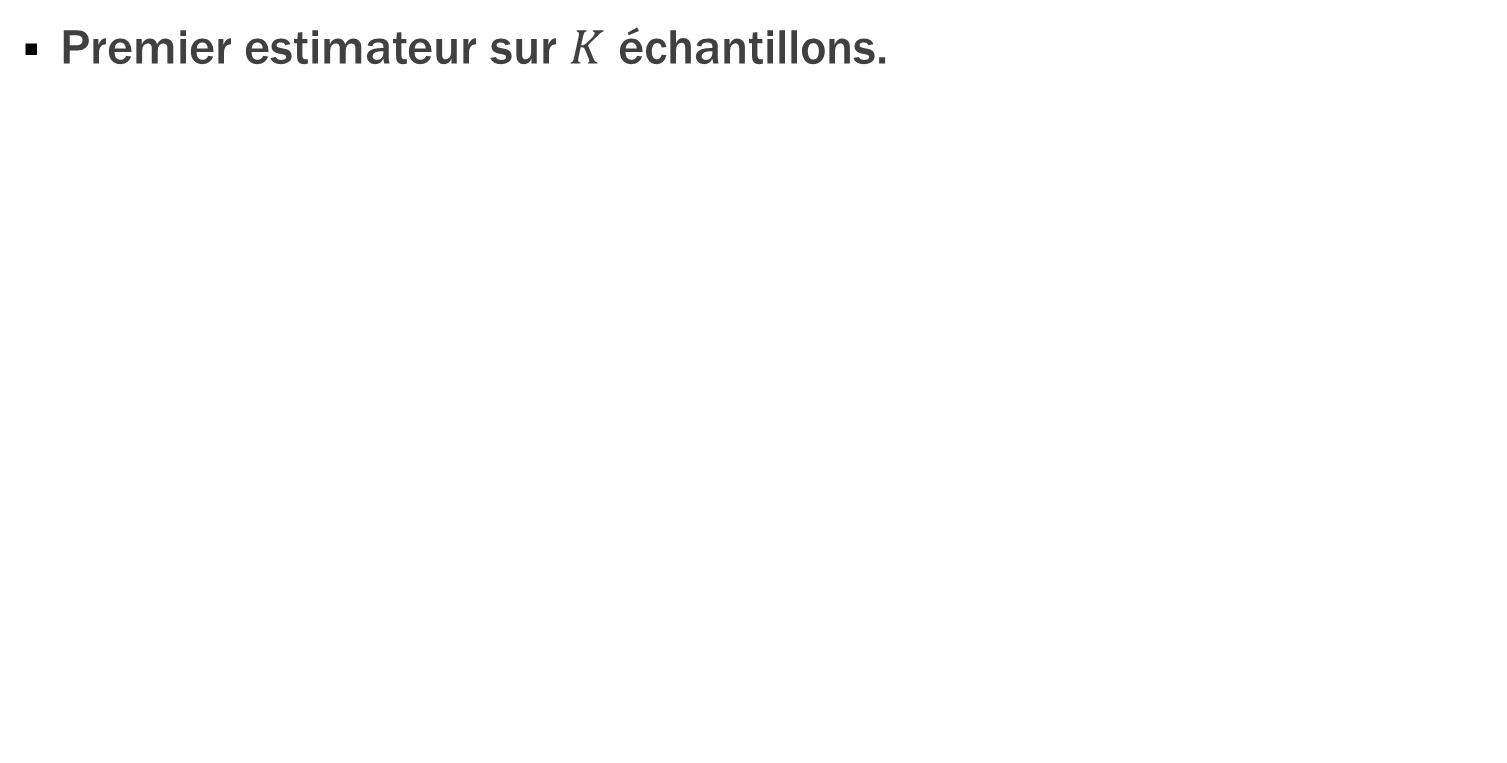 ▪ Premier estimateur sur K échantillons.